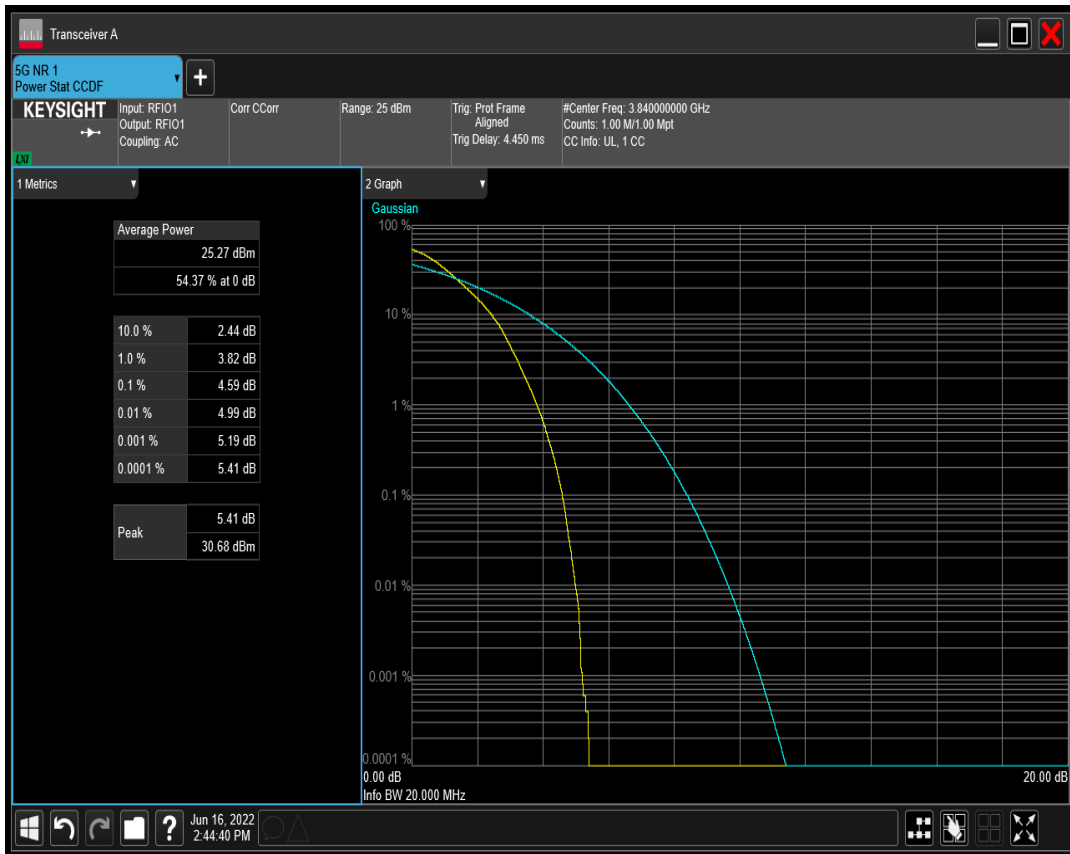 Transceiver A
5G NR 1
Power Stat CCDF
+
KEYSIGHT
LXI
Input: RFIO1
Output: RFIO1
Coupling: AC
Corr CCorr
Range: 25 dBm
Trig: Prot Frame
Aligned
Trig Delay: 4.450 ms
#Center Freq: 3.840000000 GHz
Counts: 1.00 M/1.00 Mpt
CC Info: UL, 1 CC
1 Metrics
Average Power
25.27 dBm
54.37 % at 0 dB
10.0 % 2.44 dB
1.0 % 3.82 dB
0.1 % 4.59 dB
0.01 % 4.99 dB
0.001 % 5.19 dB
0.0001 % 5.41 dB
Peak
5.41 dB
30.68 dBm
2 Graph
Gaussian
100 %
10 %
1 %
0.1 %
0.01 %
0.001 %
0.0001 %
0.00 dB 20.00 dB
Info BW 20.000 MHz
?
Jun 16, 2022
2:44:40 PM